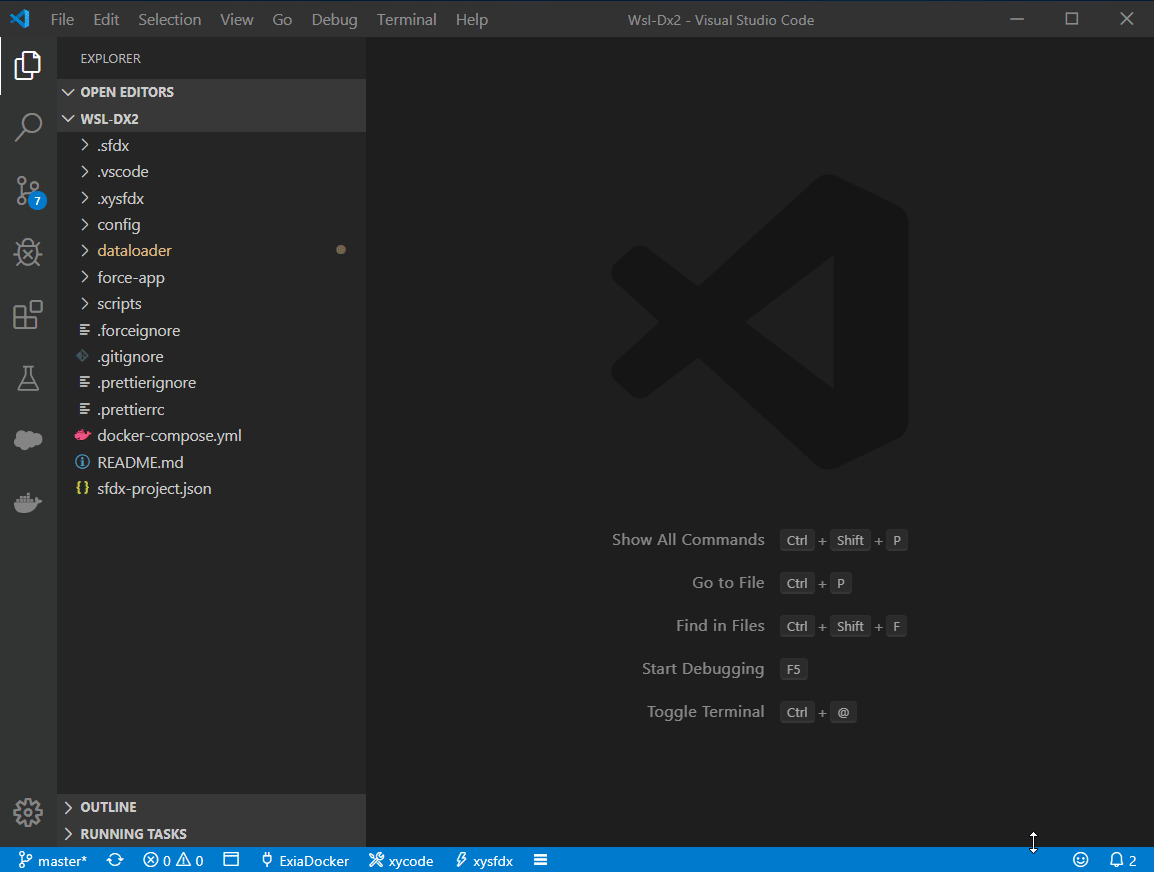 File Edit Selection View Go Debug Terminal Help Wsl-Dx2 - Visual Studio Code
EXPLORER
OPEN EDITORS
WSL-DX2
.sfdx
.vscode
.xysfdx
config
dataloader
force-app
scripts
.forceignore
.gitignore
.prettierignore
.prettierrc
docker-compose.yml
README.md
{} sfdx-project.json
7
Show All Commands Ctrl + Shift + P
Go to File Ctrl + P
Find in Files Ctrl + Shift + F
Start Debugging F5
Toggle Terminal Ctrl + @
OUTLINE
RUNNING TASKS
master* 0 0 ExiaDocker xycode xysfdx 2